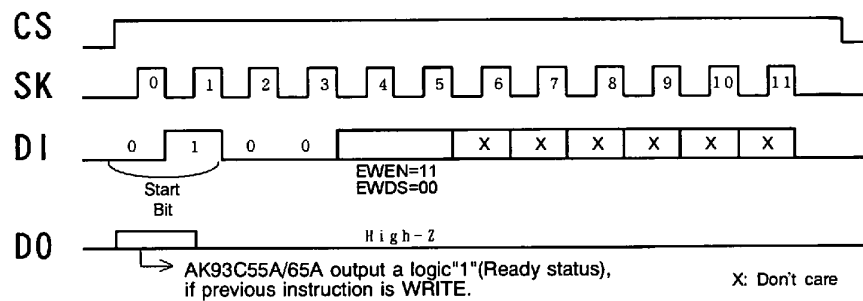 CS
SK 0 1 2 3 4 5 6 7 8 9 10 11
DI 0 1 0 0 X X X X X X
Start
Bit
EWEN=11
EWDS=00
DO High-Z
AK93C55A/65A output a logic"1"(Ready status),
if previous instruction is WRITE.
X: Don't care